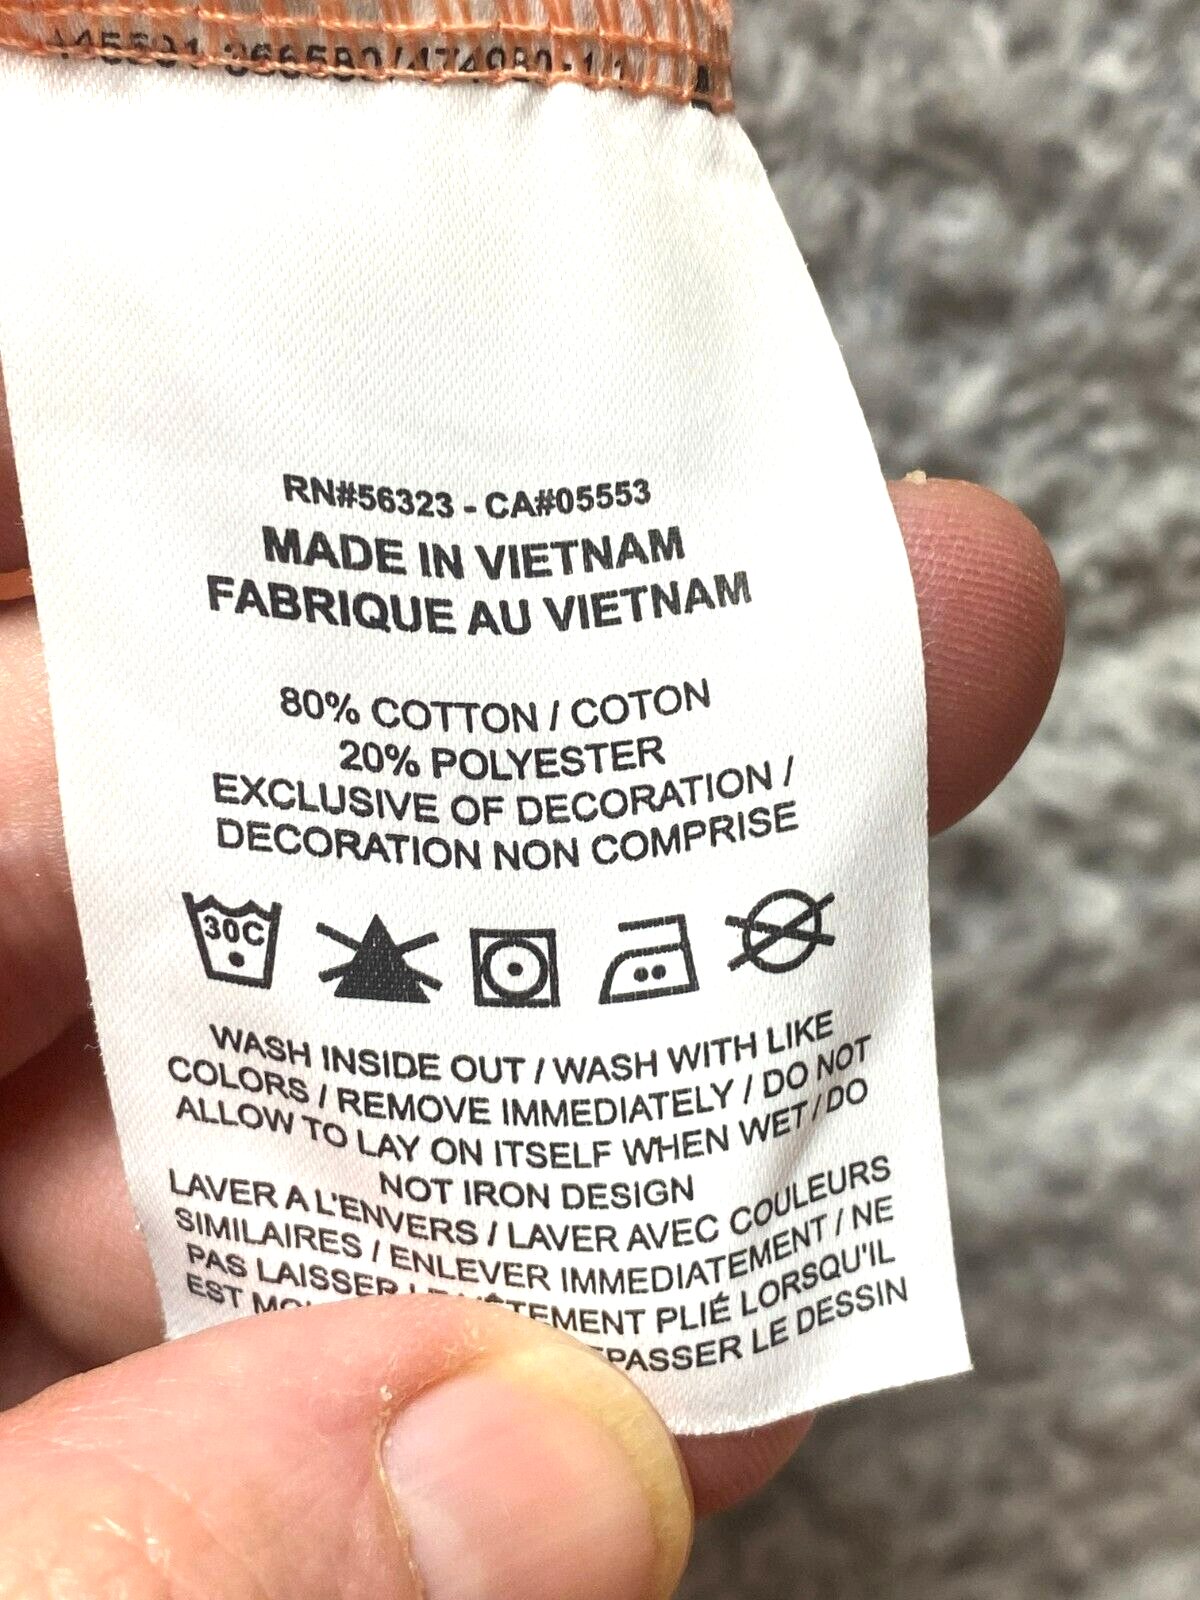 RN#56323 - CA#05553
MADE IN VIETNAM
FABRIQUE AU VIETNAM
80% COTTON / COTON
20% POLYESTER
EXCLUSIVE OF DECORATION /
DECORATION NON COMPRISE
30C
WASH INSIDE OUT / WASH WITH LIKE
COLORS / REMOVE IMMEDIATELY / DO NOT
ALLOW TO LAY ON ITSELF WHEN WET / DO
NOT IRON DESIGN
LAVER A L'ENVERS / LAVER AVEC COULEURS
SIMILAIRES / ENLEVER IMMEDIATEMENT / NE
PAS LAISSER PLIÉ LORSQU'IL
EST LE DESSIN